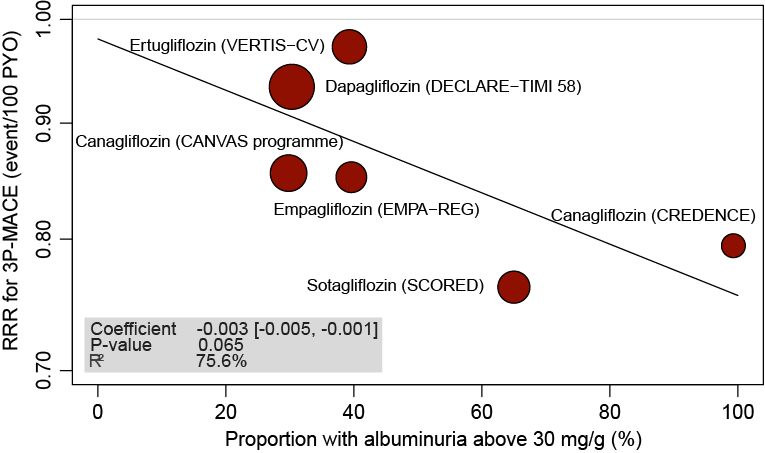 RRR for 3P-MACE (event/100 PYO)
1.00
0.90
0.80
0.70
Ertugliflozin (VERTIS−CV)
Dapagliflozin (DECLARE−TIMI 58)
Canagliflozin (CANVAS programme)
Empagliflozin (EMPA−REG)
Canagliflozin (CREDENCE)
Sotagliflozin (SCORED)
Coefficient -0.003 [-0.005, -0.001]
P-value 0.065
R² 75.6%
0 20 40 60 80 100
Proportion with albuminuria above 30 mg/g (%)